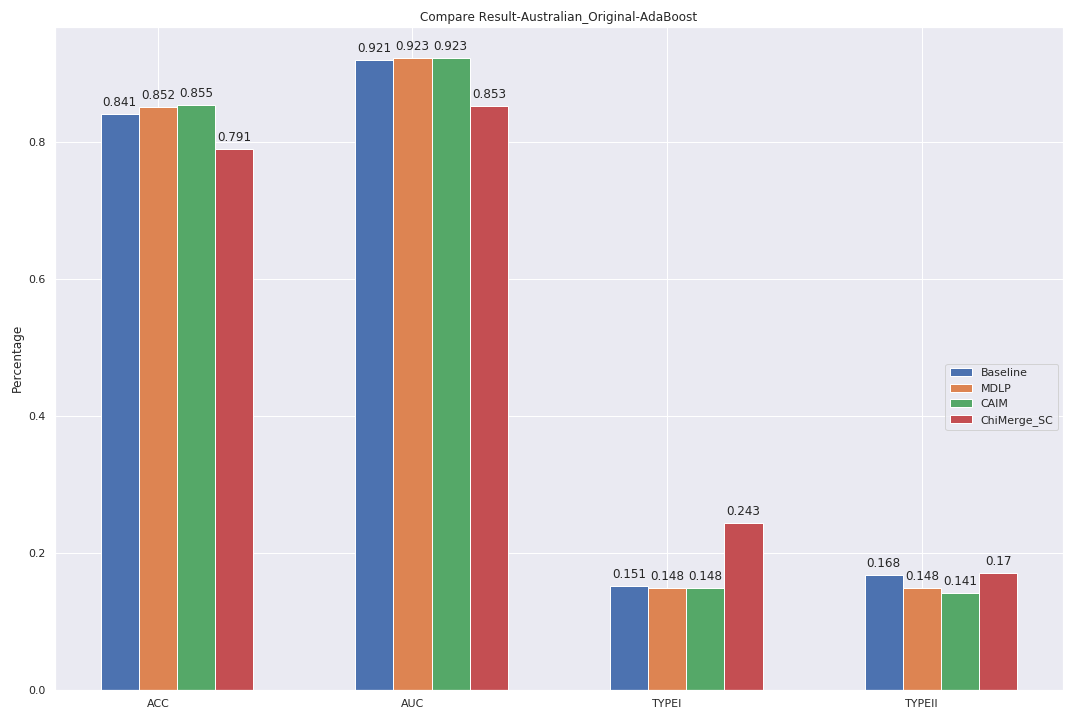 Compare Result-Australian_Original-AdaBoost
Percentage
0.8
0.6
0.4
0.2
0.0
0.841
0.852
0.855
0.791
0.921
0.923
0.923
0.853
0.151
0.148
0.148
0.243
0.168
0.148
0.141
0.17
ACC
AUC
TYPEI
TYPEII
Baseline
MDLP
CAIM
ChiMerge_SC